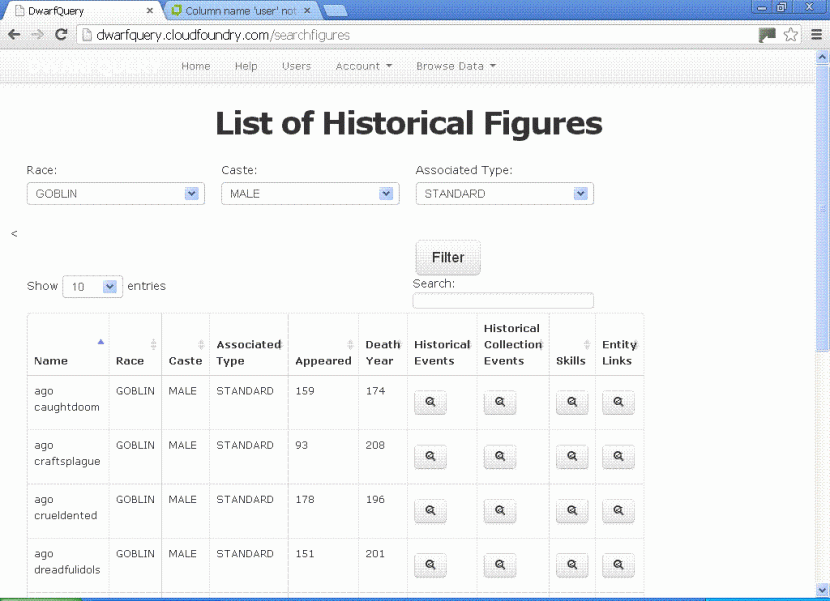 DwarfQuery
Column name 'user' not
dwarfquery.cloudfoundry.com/searchfigures
DwarfQuery Home Help Users Account Browse Data
List of Historical Figures
Race: Caste: Associated Type:
GOBLIN MALE STANDARD
<
Filter
Show 10 entries Search:
Name Race Caste Associated Type Appeared Death Year Historical Events Historical Collection Events Skills Entity Links
ago caughtdoom GOBLIN MALE STANDARD 159 174
ago craftsplague GOBLIN MALE STANDARD 93 208
ago crueldented GOBLIN MALE STANDARD 178 196
ago dreadfulidols GOBLIN MALE STANDARD 151 201